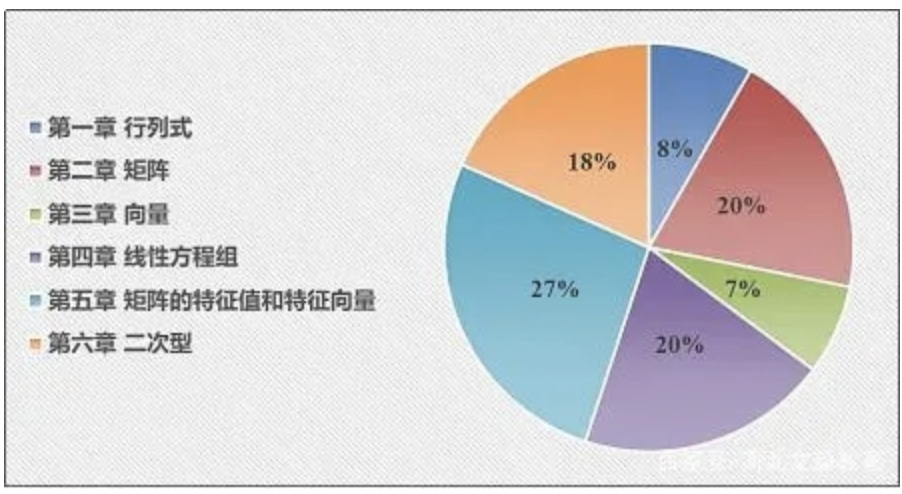 第一章 行列式
第二章 矩阵
第三章 向量
第四章 线性方程组
第五章 矩阵的特征值和特征向量
第六章 二次型
8%
18%
20%
7%
27%
20%